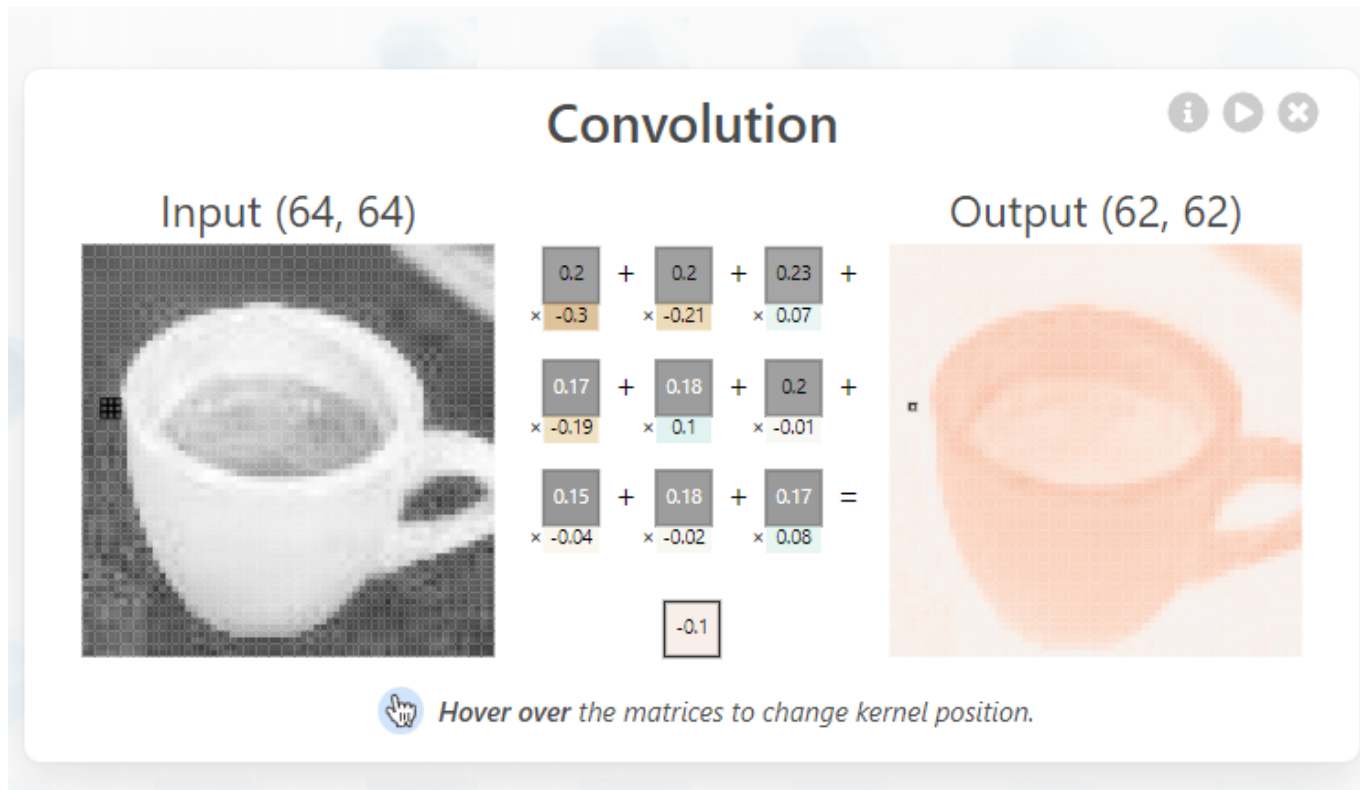 Convolution
Input (64, 64)
Output (62, 62)
0.2 + 0.2 + 0.23 +
× -0.3 × -0.21 × 0.07
0.17 + 0.18 + 0.2 +
× -0.19 × 0.1 × -0.01
0.15 + 0.18 + 0.17 =
× -0.04 × -0.02 × 0.08
-0.1
Hover over the matrices to change kernel position.